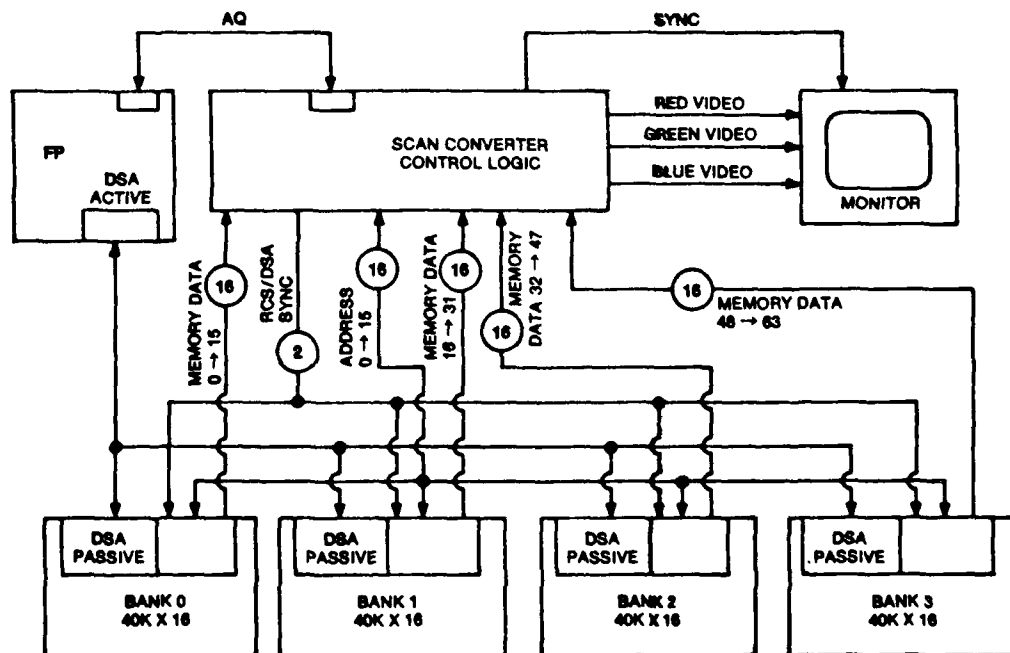 AQ
SYNC
FP
DSA
ACTIVE
SCAN CONVERTER
CONTROL LOGIC
RED VIDEO
GREEN VIDEO
BLUE VIDEO
MONITOR
MEMORY DATA
0 → 15
16
RCS/DSA
SYNC
2
ADDRESS
0 → 15
16
MEMORY DATA
16 → 31
16
MEMORY
DATA 32 → 47
16
16
MEMORY DATA
48 → 63
DSA
PASSIVE
BANK 0
40K X 16
DSA
PASSIVE
BANK 1
40K X 16
DSA
PASSIVE
BANK 2
40K X 16
DSA
PASSIVE
BANK 3
40K X 16